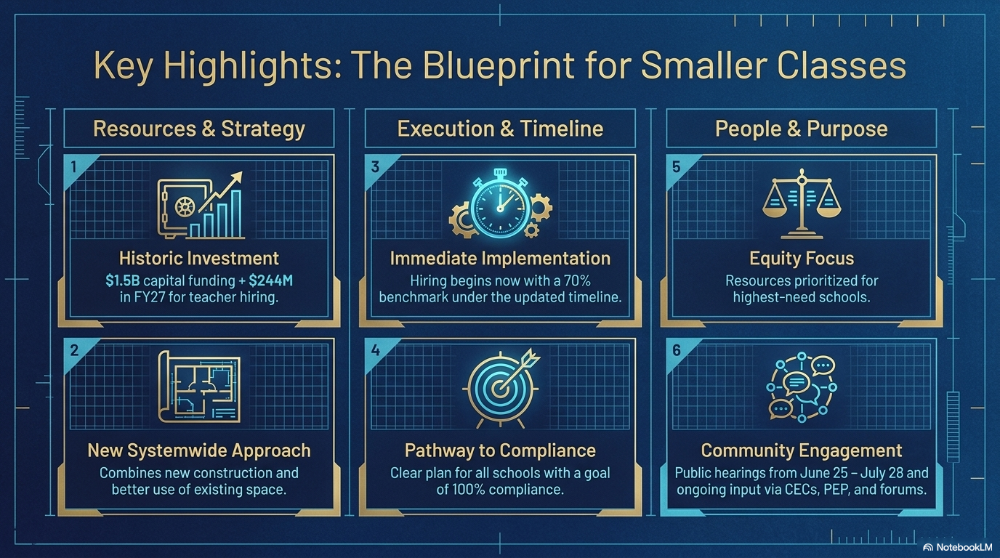 Key Highlights: The Blueprint for Smaller Classes
Resources & Strategy
1
Historic Investment
$1.5B capital funding + $244M
in FY27 for teacher hiring.
2
New Systemwide Approach
Combines new construction and
better use of existing space.
Execution & Timeline
3
Immediate Implementation
Hiring begins now with a 70%
benchmark under the updated timeline.
4
Pathway to Compliance
Clear plan for all schools with a goal
of 100% compliance.
People & Purpose
5
Equity Focus
Resources prioritized for
highest-need schools.
6
Community Engagement
Public hearings from June 25 – July 28 and
ongoing input via CECs, PEP, and forums.
NotebookLM